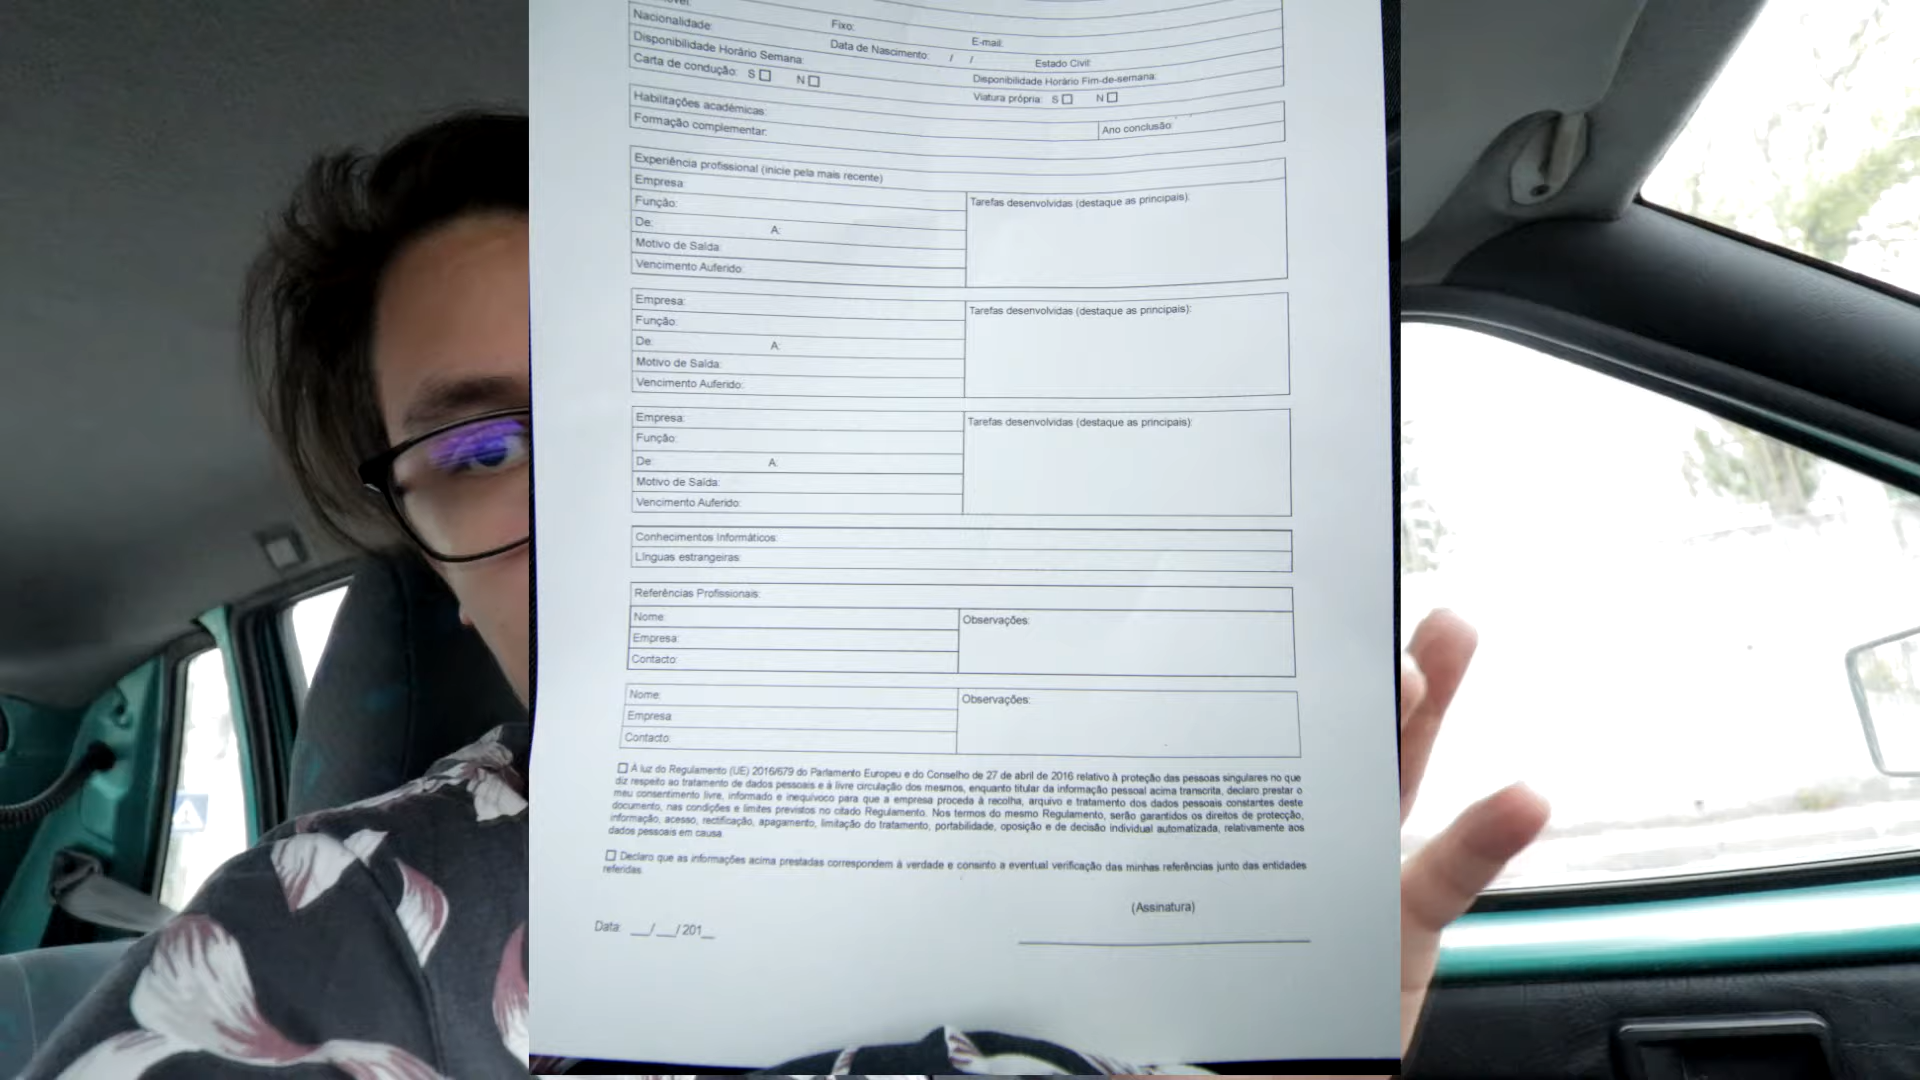 Nacionalidade:
Fixo:
E-mail:
Disponibilidade Horário Semana:
Data de Nascimento: / /
Estado Civil:
Carta de condução: S N
Disponibilidade Horário Fim-de-semana:
Viatura própria: S N
Habilitações académicas:
Formação complementar:
Ano conclusão:
Experiência profissional (inicie pela mais recente)
Empresa:
Tarefas desenvolvidas (destaque as principais):
Função:
De: A:
Motivo de Saída:
Vencimento Auferido:
Empresa:
Tarefas desenvolvidas (destaque as principais):
Função:
De: A:
Motivo de Saída:
Vencimento Auferido:
Empresa:
Tarefas desenvolvidas (destaque as principais):
Função:
De: A:
Motivo de Saída:
Vencimento Auferido:
Conhecimentos Informáticos:
Línguas estrangeiras:
Referências Profissionais:
Nome:
Observações:
Empresa:
Contacto:
Nome:
Observações:
Empresa:
Contacto:
À luz do Regulamento (UE) 2016/679 do Parlamento Europeu e do Conselho de 27 de abril de 2016 relativo à proteção das pessoas singulares no que
diz respeito ao tratamento de dados pessoais e à livre circulação dos mesmos, enquanto titular da informação pessoal acima transcrita, declaro prestar o
meu consentimento livre, informado e inequívoco para que a empresa proceda à recolha, arquivo e tratamento dos dados pessoais constantes deste
documento, nas condições e limites previstos no citado Regulamento. Nos termos do mesmo Regulamento, serão garantidos os direitos de protecção,
informação, acesso, rectificação, apagamento, limitação do tratamento, portabilidade, oposição e de decisão individual automatizada, relativamente aos
dados pessoais em causa.
Declaro que as informações acima prestadas correspondem à verdade e consinto a eventual verificação das minhas referências junto das entidades
referidas.
(Assinatura)
Data: __/__/201__